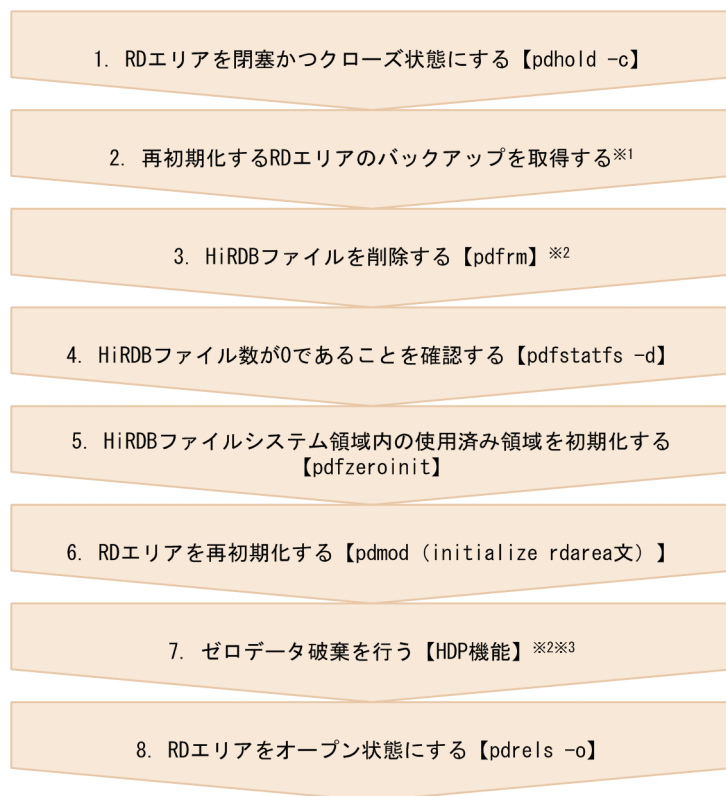 1. RDエリアを閉塞かつクローズ状態にする【pdhold -c】
2. 再初期化するRDエリアのバックアップを取得する※1
3. HiRDBファイルを削除する【pdfrm】※2
4. HiRDBファイル数が0であることを確認する【pdfstatfs -d】
5. HiRDBファイルシステム領域内の使用済み領域を初期化する
【pdfzeroinit】
6. RDエリアを再初期化する【pdmod（initialize rdarea文）】
7. ゼロデータ破棄を行う【HDP機能】※2※3
8. RDエリアをオープン状態にする【pdrels -o】